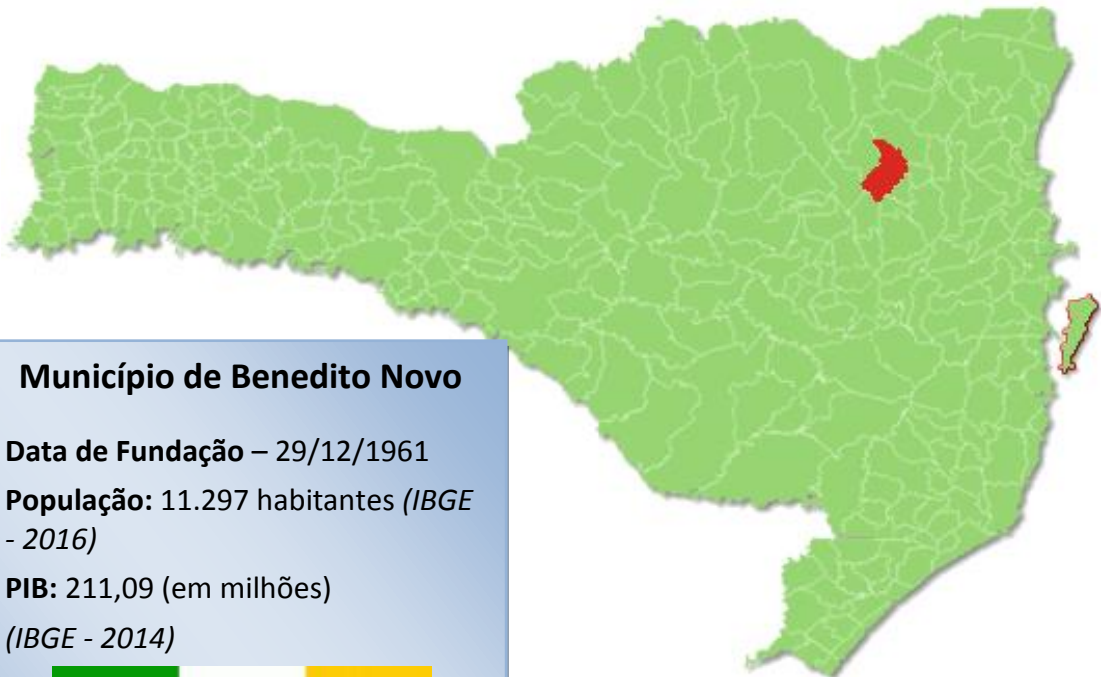 Município de Benedito Novo
Data de Fundação – 29/12/1961
População: 11.297 habitantes (IBGE
- 2016)
PIB: 211,09 (em milhões)
(IBGE - 2014)